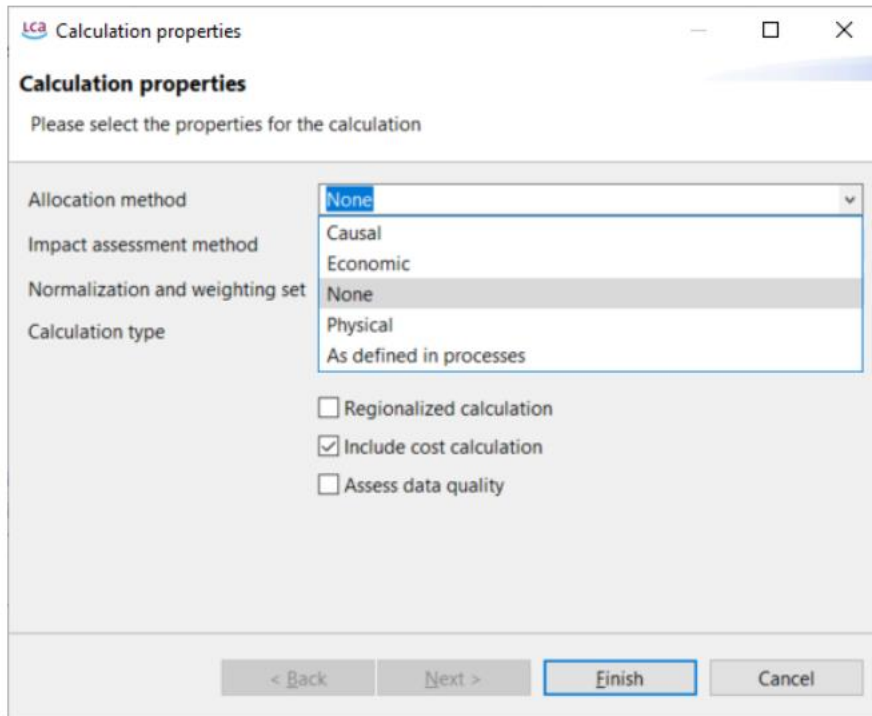 LCA Calculation properties
Calculation properties
Please select the properties for the calculation
Allocation method None
Causal
Impact assessment method
Economic
Normalization and weighting set None
Calculation type Physical
As defined in processes
Regionalized calculation
Include cost calculation
Assess data quality
< Back Next > Finish Cancel